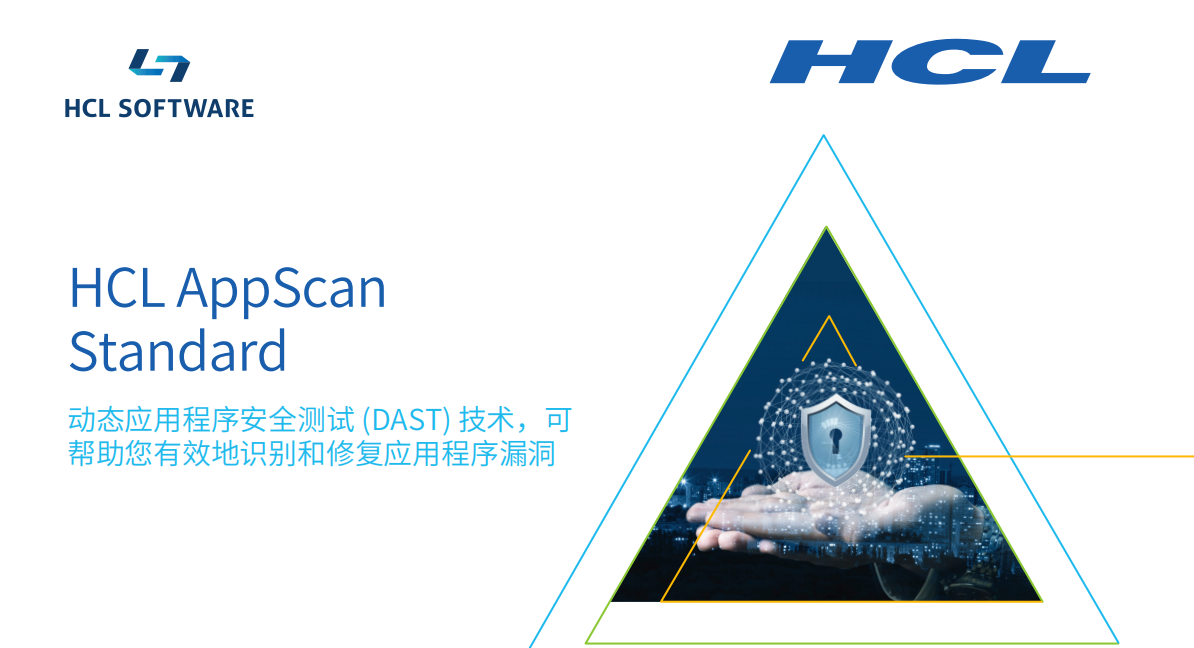 HCL SOFTWARE
HCL
HCL AppScan
Standard
动态应用程序安全测试 (DAST) 技术，可
帮助您有效地识别和修复应用程序漏洞